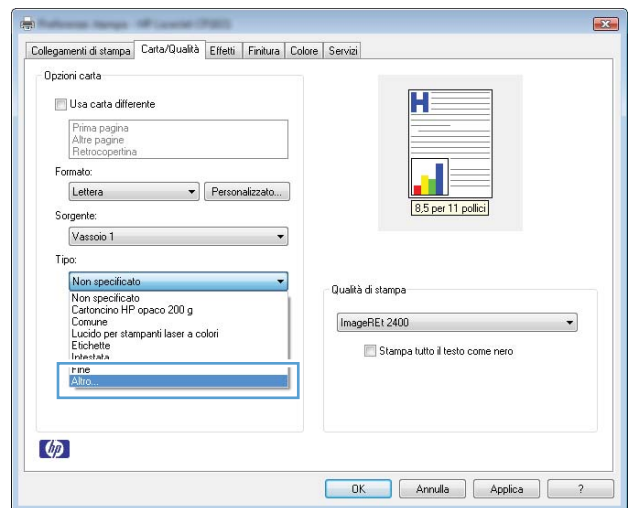 Collegamenti di stampa Carta/Qualità Effetti Finitura Colore Servizi
Opzioni carta
Usa carta differente
Prima pagina
Altre pagine
Retrocopertina
Formato:
Lettera Personalizzato...
Sorgente:
Vassoio 1
Tipo:
Non specificato
Non specificato
Cartoncino HP opaco 200 g
Comune
Lucido per stampanti laser a colori
Etichette
Intestata
Fine
Altro...
H
8,5 per 11 pollici
Qualità di stampa
ImageREt 2400
Stampa tutto il testo come nero
hp
OK Annulla Applica ?